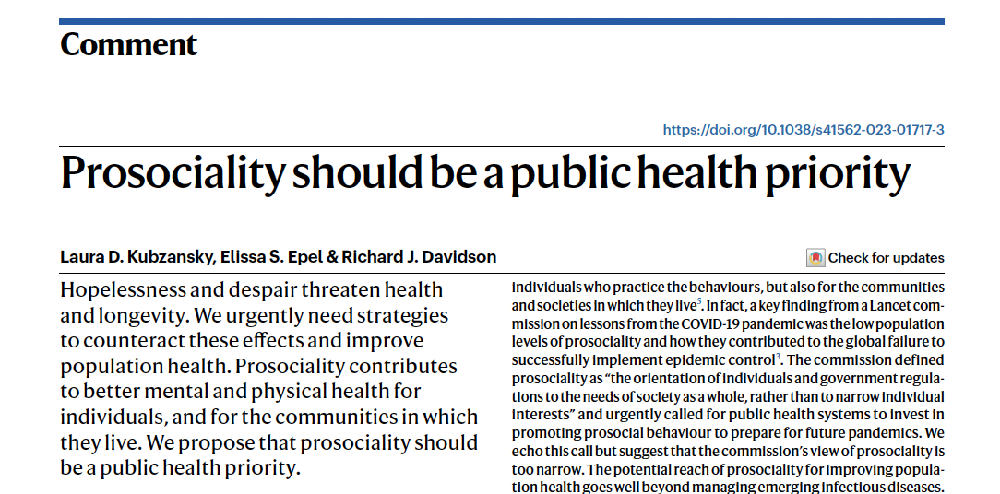 Comment
https://doi.org/10.1038/s41562-023-01717-3
Prosociality should be a public health priority
Laura D. Kubzansky, Elissa S. Epel & Richard J. Davidson
Check for updates
Hopelessness and despair threaten health
and longevity. We urgently need strategies
to counteract these effects and improve
population health. Prosociality contributes
to better mental and physical health for
individuals, and for the communities in which
they live. We propose that prosociality should
be a public health priority.
individuals who practice the behaviours, but also for the communities
and societies in which they live5. In fact, a key finding from a Lancet com-
mission on lessons from the COVID-19 pandemic was the low population
levels of prosociality and how they contributed to the global failure to
successfully implement epidemic control3. The commission defined
prosociality as “the orientation of individuals and government regula-
tions to the needs of society as a whole, rather than to narrow individual
interests” and urgently called for public health systems to invest in
promoting prosocial behaviour to prepare for future pandemics. We
echo this call but suggest that the commission’s view of prosociality is
too narrow. The potential reach of prosociality for improving popula-
tion health goes well beyond managing emerging infectious diseases.